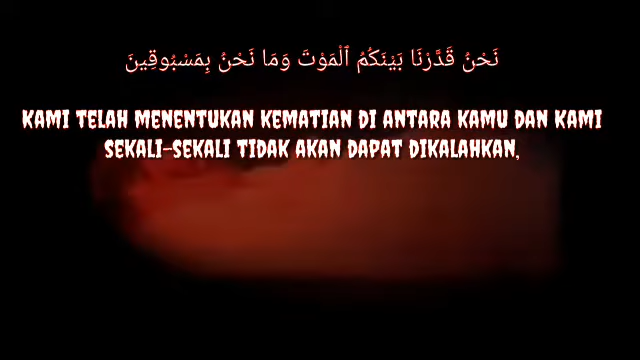 نَحْنُ قَدَّرْنَا بَيْنَكُمُ ٱلْمَوْتَ وَمَا نَحْنُ بِمَسْبُوقِينَ
KAMI TELAH MENENTUKAN KEMATIAN DI ANTARA KAMU DAN KAMI
SEKALI-SEKALI TIDAK AKAN DAPAT DIKALAHKAN,